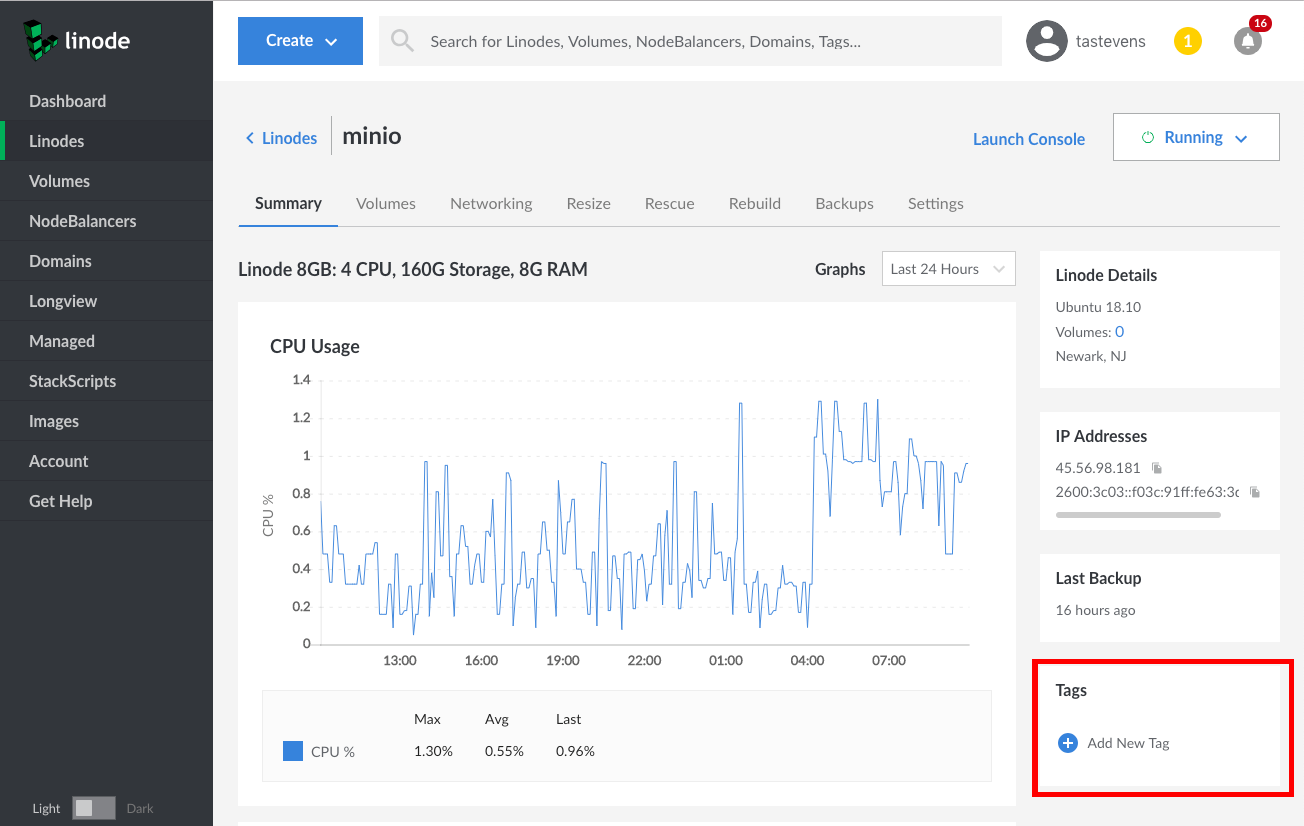 linode
Create
Search for Linodes, Volumes, NodeBalancers, Domains, Tags...
tastevens
1
16
Dashboard
Linodes
Volumes
NodeBalancers
Domains
Longview
Managed
StackScripts
Images
Account
Get Help
Light
Dark
Linodes
minio
Launch Console
Running
Summary Volumes Networking Resize Rescue Rebuild Backups Settings
Linode 8GB: 4 CPU, 160G Storage, 8G RAM
Graphs
Last 24 Hours
CPU Usage
CPU %
1.4
1.2
1
0.8
0.6
0.4
0.2
0
13:00 16:00 19:00 22:00 01:00 04:00 07:00
Max Avg Last
CPU % 1.30% 0.55% 0.96%
Linode Details
Ubuntu 18.10
Volumes: 0
Newark, NJ
IP Addresses
45.56.98.181
2600:3c03::f03c:91ff:fe63:3c
Last Backup
16 hours ago
Tags
Add New Tag